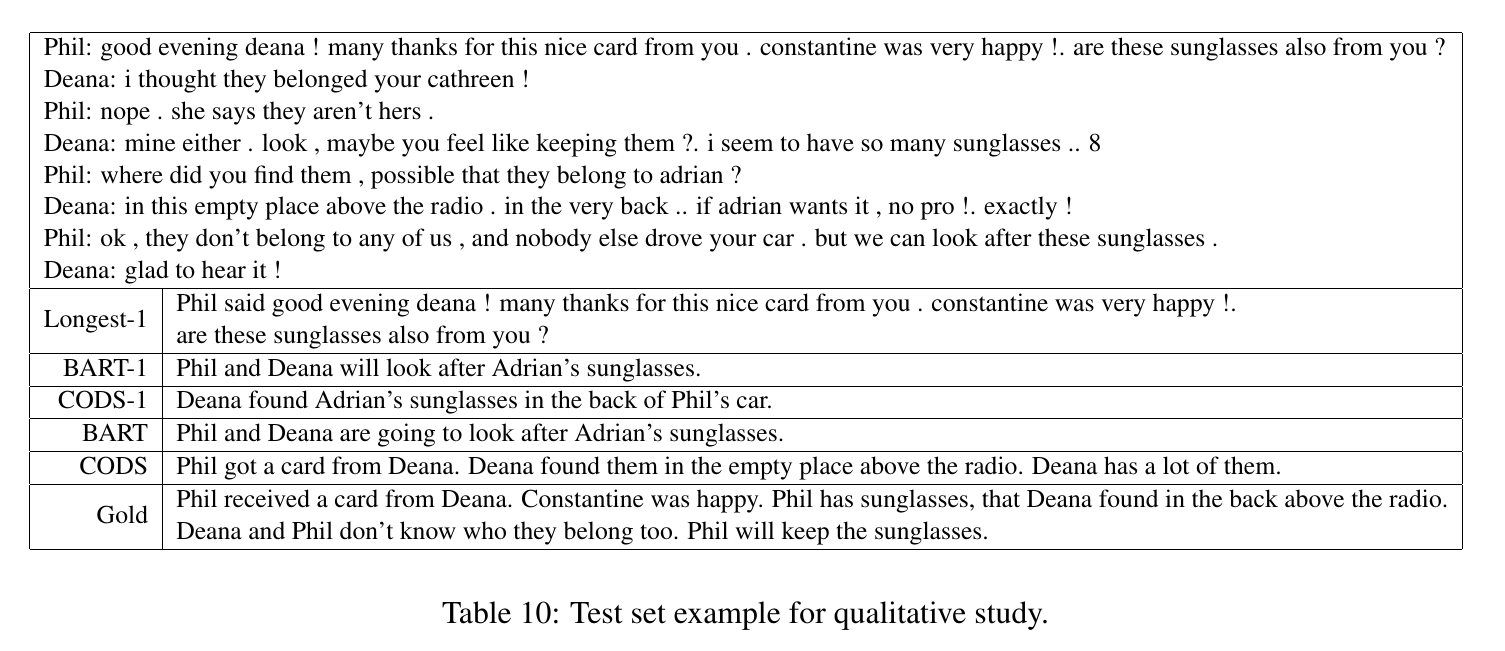 Phil: good evening deana ! many thanks for this nice card from you . constantine was very happy !. are these sunglasses also from you ?
Deana: i thought they belonged your cathreen !
Phil: nope . she says they aren't hers .
Deana: mine either . look , maybe you feel like keeping them ?. i seem to have so many sunglasses .. 8
Phil: where did you find them , possible that they belong to adrian ?
Deana: in this empty place above the radio . in the very back .. if adrian wants it , no pro !. exactly !
Phil: ok , they don't belong to any of us , and nobody else drove your car . but we can look after these sunglasses .
Deana: glad to hear it !
Longest-1
Phil said good evening deana ! many thanks for this nice card from you . constantine was very happy !.
are these sunglasses also from you ?
BART-1 Phil and Deana will look after Adrian's sunglasses.
CODS-1 Deana found Adrian's sunglasses in the back of Phil's car.
BART Phil and Deana are going to look after Adrian's sunglasses.
CODS Phil got a card from Deana. Deana found them in the empty place above the radio. Deana has a lot of them.
Gold
Phil received a card from Deana. Constantine was happy. Phil has sunglasses, that Deana found in the back above the radio.
Deana and Phil don't know who they belong too. Phil will keep the sunglasses.
Table 10: Test set example for qualitative study.